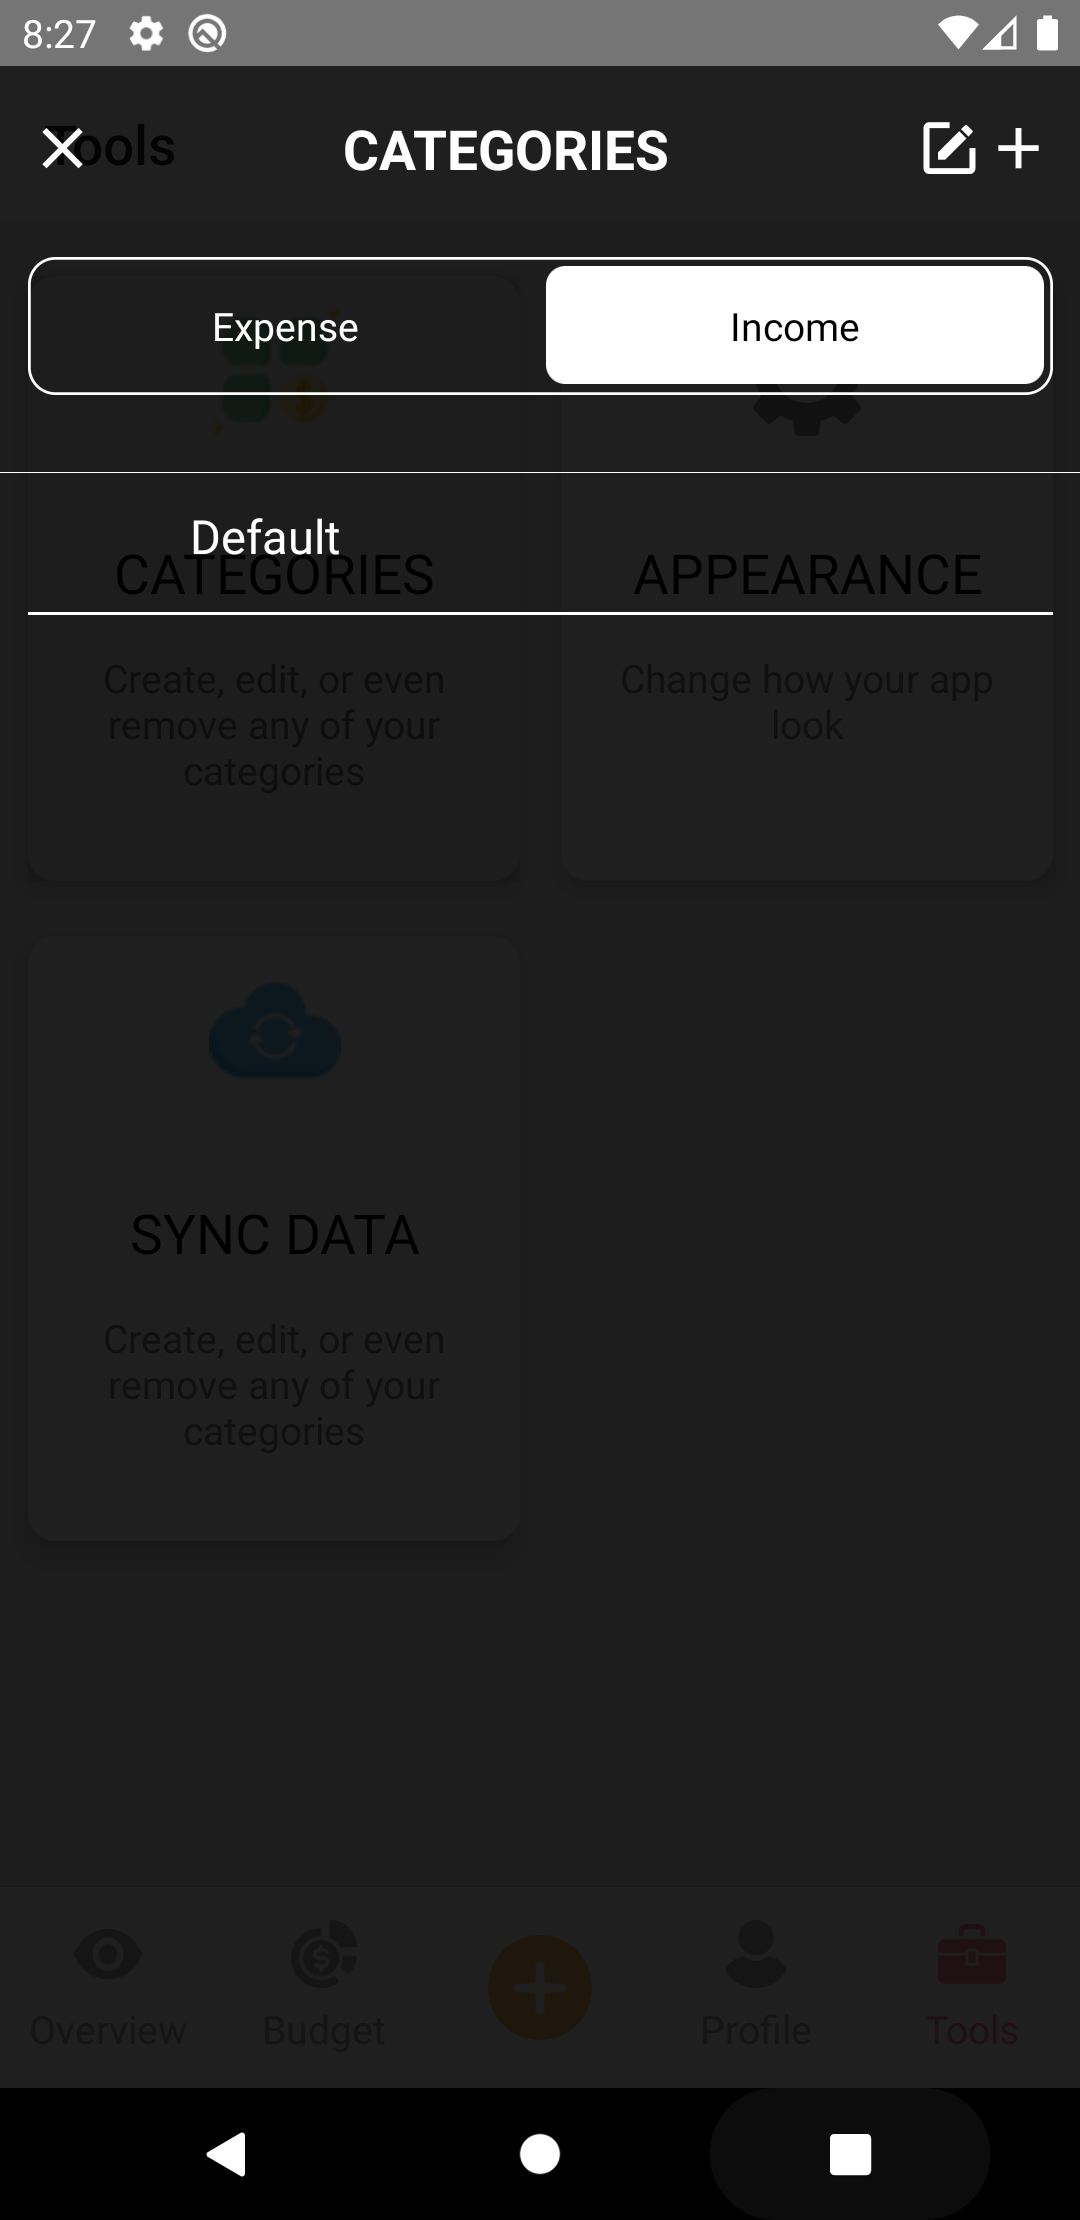 8:27
Tools
CATEGORIES
Expense
Income
Default
CATEGORIES
APPEARANCE
Create, edit, or even
remove any of your
categories
Change how your app
look
SYNC DATA
Create, edit, or even
remove any of your
categories
Overview
Budget
Profile
Tools